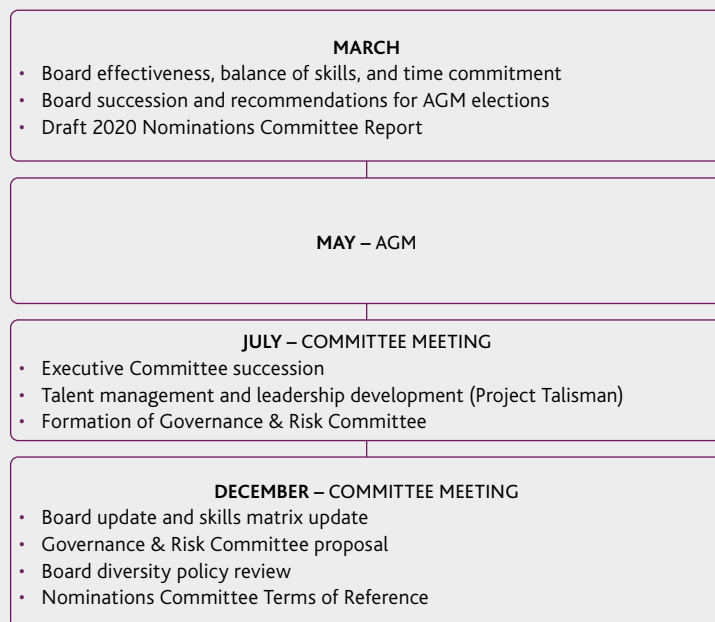 MARCH
• Board effectiveness, balance of skills, and time commitment
• Board succession and recommendations for AGM elections
• Draft 2020 Nominations Committee Report
MAY – AGM
JULY – COMMITTEE MEETING
• Executive Committee succession
• Talent management and leadership development (Project Talisman)
• Formation of Governance & Risk Committee
DECEMBER – COMMITTEE MEETING
• Board update and skills matrix update
• Governance & Risk Committee proposal
• Board diversity policy review
• Nominations Committee Terms of Reference